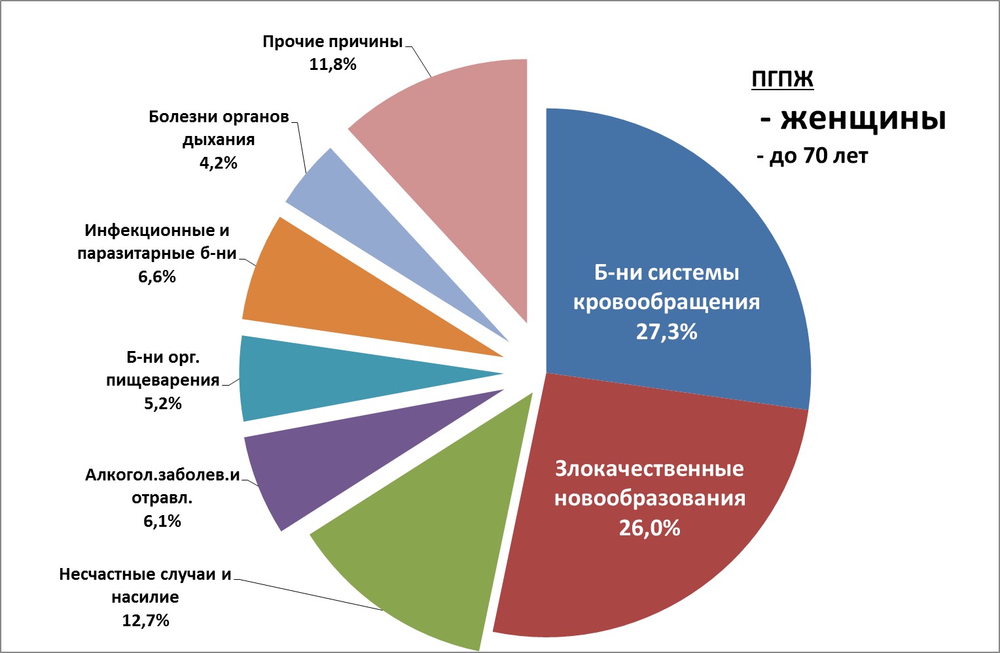 Прочие причины
11,8%
ПГПЖ
- женщины
- до 70 лет
Болезни органов
дыхания
4,2%
Инфекционные и
паразитарные б-ни
6,6%
Б-ни системы
кровообращения
27,3%
Б-ни орг.
пищеварения
5,2%
Злокачественные
новообразования
26,0%
Алкогол.заболев.и
отравл.
6,1%
Несчастные случаи и
насилие
12,7%